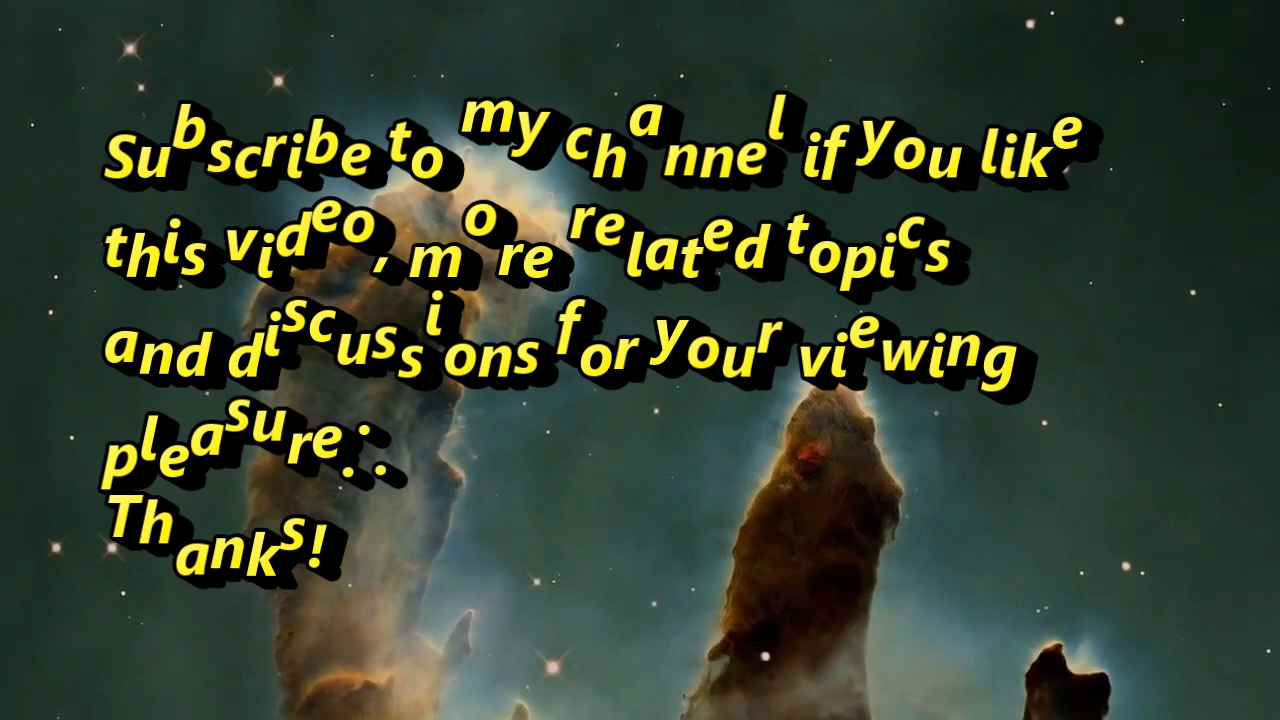 Subscribe to my channel if you like
this video, more related topics
and discussions for your viewing
pleasure...
Thanks!